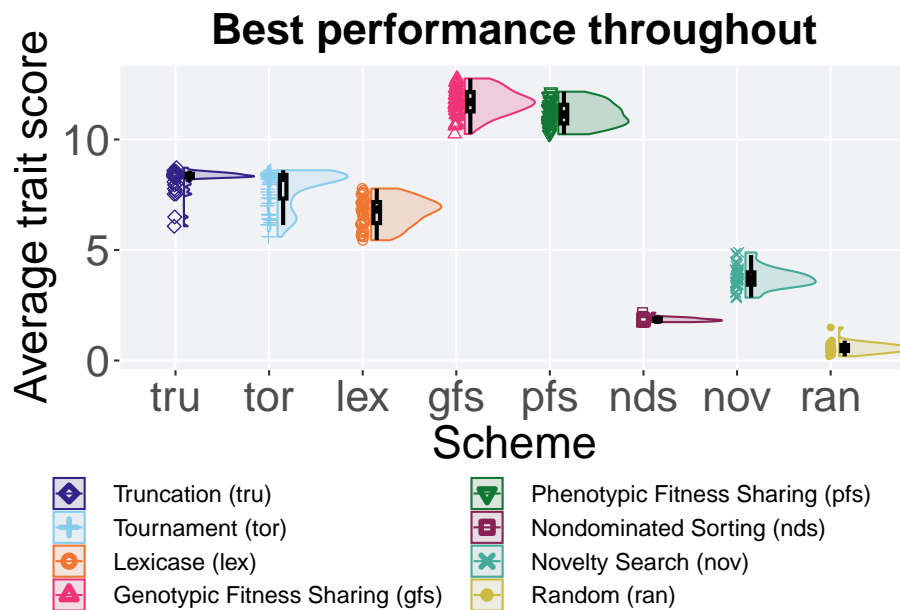 Best performance throughout
Average trait score
10
5
0
tru tor lex gfs pfs nds nov ran
Scheme
Truncation (tru)
Tournament (tor)
Lexicase (lex)
Genotypic Fitness Sharing (gfs)
Phenotypic Fitness Sharing (pfs)
Nondominated Sorting (nds)
Novelty Search (nov)
Random (ran)